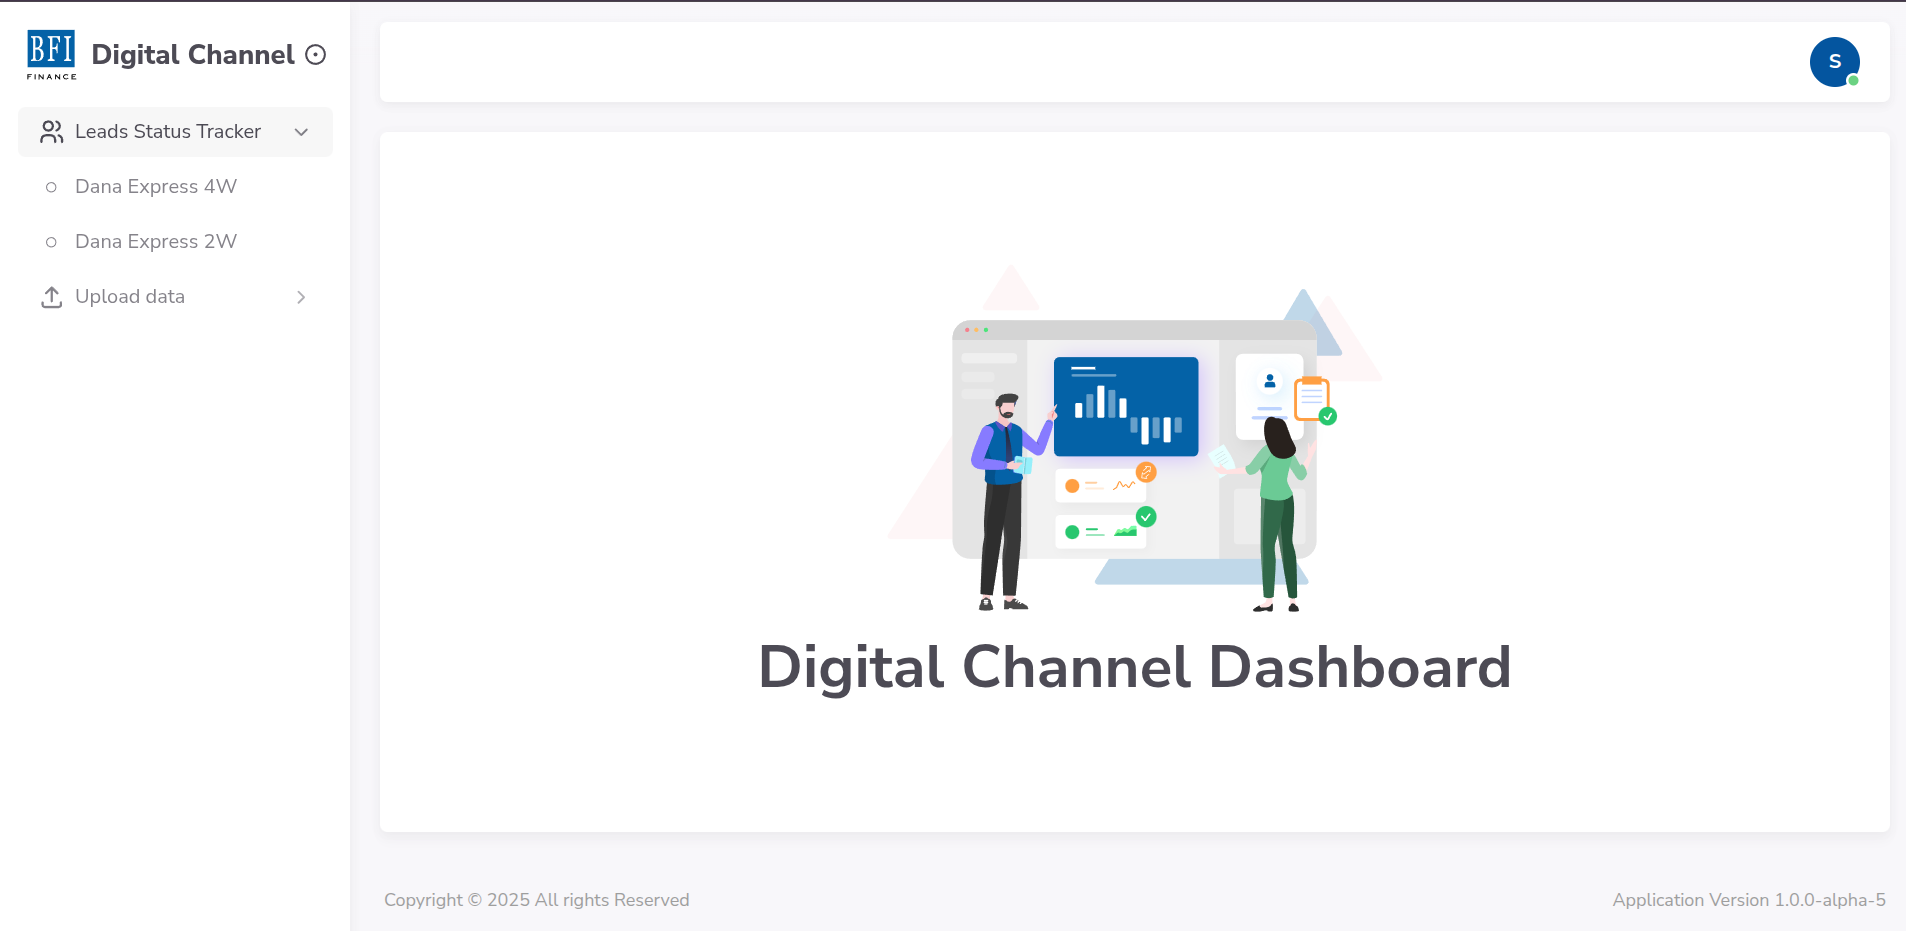 BFI
FINANCE
Digital Channel
Leads Status Tracker
Dana Express 4W
Dana Express 2W
Upload data
S
Digital Channel Dashboard
Copyright © 2025 All rights Reserved
Application Version 1.0.0-alpha-5